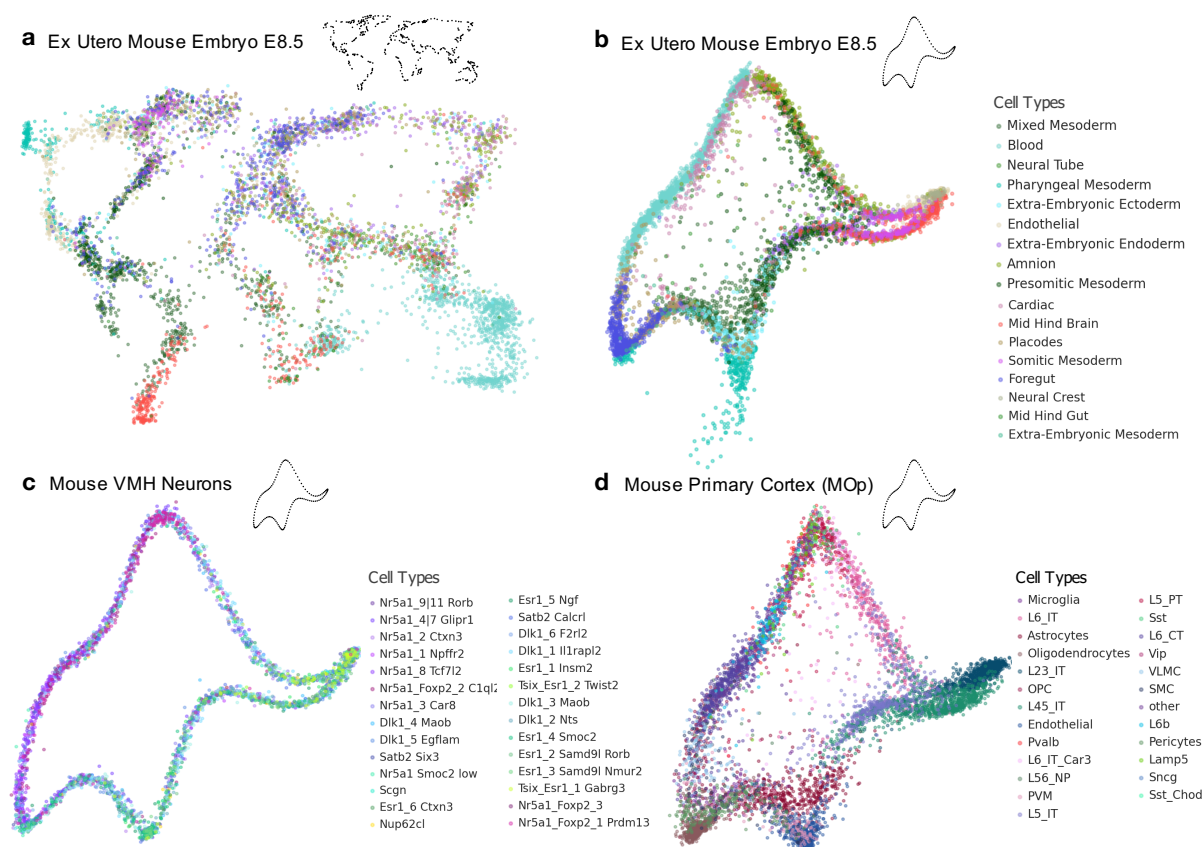 a Ex Utero Mouse Embryo E8.5
b Ex Utero Mouse Embryo E8.5
Cell Types
Mixed Mesoderm
Blood
Neural Tube
Pharyngeal Mesoderm
Extra-Embryonic Ectoderm
Endothelial
Extra-Embryonic Endoderm
Amnion
Presomitic Mesoderm
Cardiac
Mid Hind Brain
Placodes
Somitic Mesoderm
Foregut
Neural Crest
Mid Hind Gut
Extra-Embryonic Mesoderm
c Mouse VMH Neurons
Cell Types
Nr5a1_9|11 Rorb
Nr5a1_4|7 Glipr1
Nr5a1_2 Ctxn3
Nr5a1_1 Npffr2
Nr5a1_8 Tcf7l2
Nr5a1_Foxp2_2 C1ql2
Nr5a1_3 Car8
Dlk1_4 Maob
Dlk1_5 Egflam
Satb2 Six3
Nr5a1 Smoc2 low
Scgn
Esr1_6 Ctxn3
Nup62cl
Esr1_5 Ngf
Satb2 Calcrl
Dlk1_6 F2rl2
Dlk1_1 Il1rapl2
Esr1_1 Insm2
Tsix_Esr1_2 Twist2
Dlk1_3 Maob
Dlk1_2 Nts
Esr1_4 Smoc2
Esr1_2 Samd9l Rorb
Esr1_3 Samd9l Nmur2
Tsix_Esr1_1 Gabrg3
Nr5a1_Foxp2_3
Nr5a1_Foxp2_1 Prdm13
d Mouse Primary Cortex (MOp)
Cell Types
Microglia
L6_IT
Astrocytes
Oligodendrocytes
L23_IT
OPC
L45_IT
Endothelial
Pvalb
L6_IT_Car3
L56_NP
PVM
L5_IT
L5_PT
Sst
L6_CT
Vip
VLMC
SMC
other
L6b
Pericytes
Lamp5
Sncg
Sst_Chod